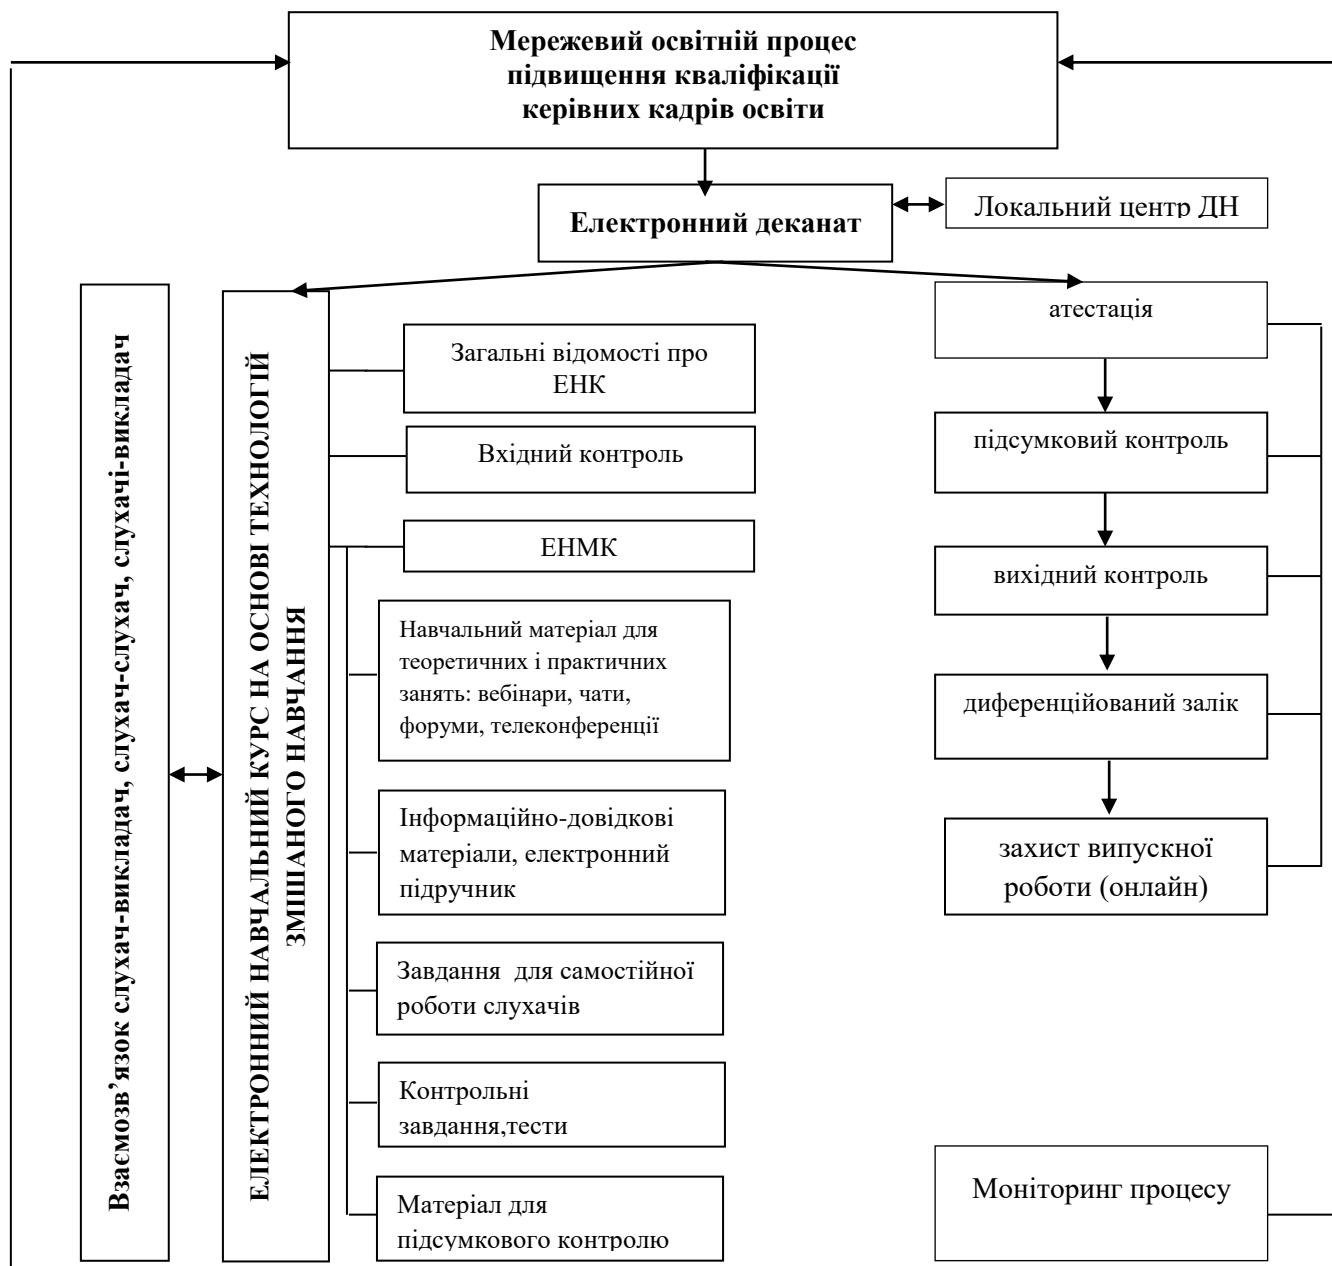 Мережевий освітній процес
підвищення кваліфікації
керівних кадрів освіти
Електронний деканат
Локальний центр ДН
Взаємозв’язок слухач-викладач, слухач-слухач, слухачі-викладач
ЕЛЕКТРОННИЙ НАВЧАЛЬНИЙ КУРС НА ОСНОВІ ТЕХНОЛОГІЙ
ЗМІШАНОГО НАВЧАННЯ
Загальні відомості про
ЕНК
Вхідний контроль
ЕНМК
Навчальний матеріал для
теоретичних і практичних
занять: вебінари, чати,
форуми, телеконференції
Інформаційно-довідкові
матеріали, електронний
підручник
Завдання для самостійної
роботи слухачів
Контрольні
завдання,тести
Матеріал для
підсумкового контролю
атестація
підсумковий контроль
вихідний контроль
диференційований залік
захист випускної
роботи (онлайн)
Моніторинг процесу